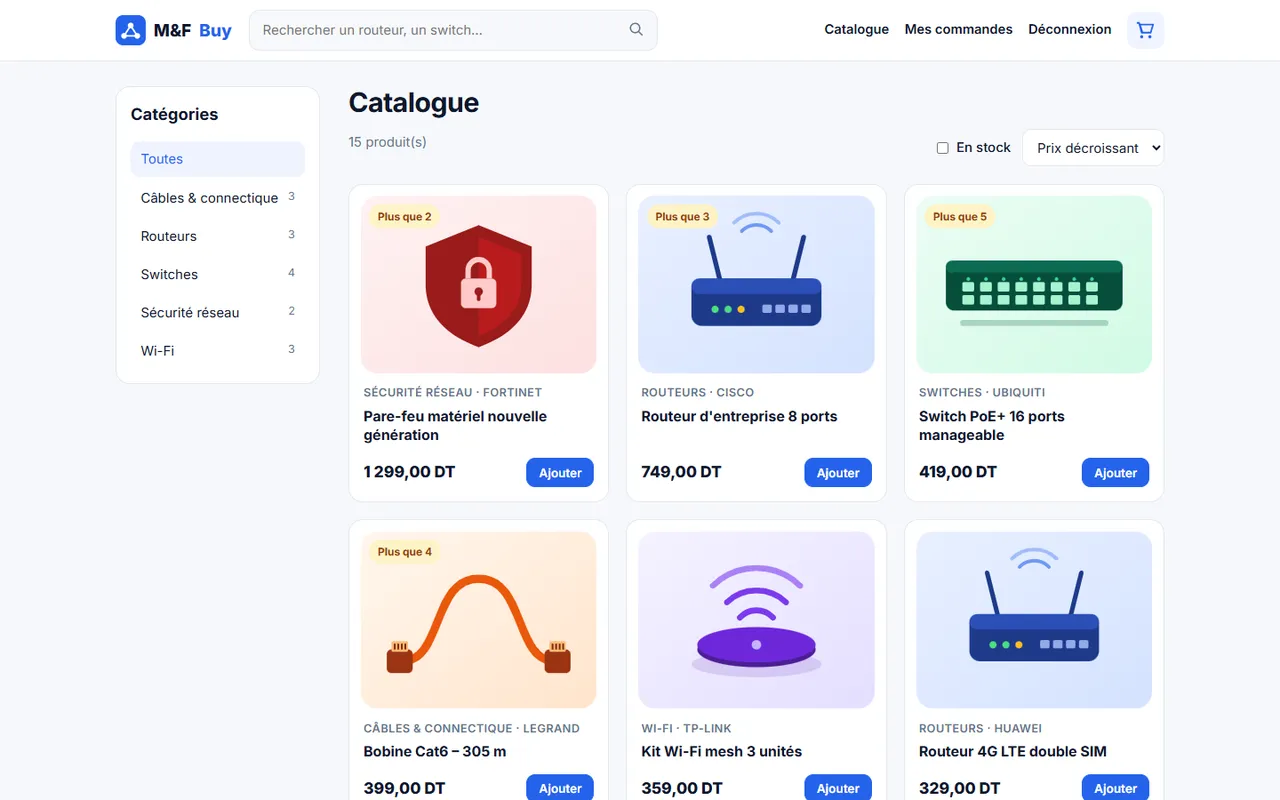 M&F Buy
Rechercher un routeur, un switch...
Catalogue
Mes commandes
Déconnexion
Catégories
Toutes
Câbles & connectique 3
Routeurs 3
Switches 4
Sécurité réseau 2
Wi-Fi 3
Catalogue
15 produit(s)
En stock
Prix décroissant
Plus que 2
SÉCURITÉ RÉSEAU · FORTINET
Pare-feu matériel nouvelle
génération
1 299,00 DT
Ajouter
Plus que 3
ROUTEURS · CISCO
Routeur d'entreprise 8 ports
749,00 DT
Ajouter
Plus que 5
SWITCHES · UBIQUITI
Switch PoE+ 16 ports
manageable
419,00 DT
Ajouter
Plus que 4
CÂBLES & CONNECTIQUE · LEGRAND
Bobine Cat6 – 305 m
399,00 DT
Ajouter
WI-FI · TP-LINK
Kit Wi-Fi mesh 3 unités
359,00 DT
Ajouter
ROUTEURS · HUAWEI
Routeur 4G LTE double SIM
329,00 DT
Ajouter